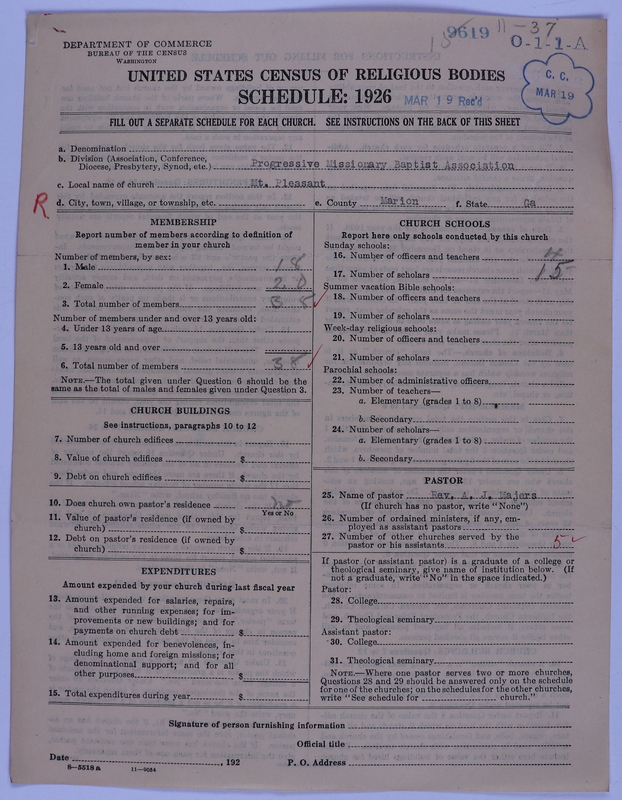 9619 11-37
O-1-1-A
DEPARTMENT OF COMMERCE
BUREAU OF THE CENSUS
WASHINGTON
UNITED STATES CENSUS OF RELIGIOUS BODIES
SCHEDULE: 1926
MAR 19 Rec'd
C. C.
MAR 19
FILL OUT A SEPARATE SCHEDULE FOR EACH CHURCH. SEE INSTRUCTIONS ON THE BACK OF THIS SHEET
a. Denomination
b. Division (Association, Conference,
Diocese, Presbytery, Synod, etc.) Progressive Missionary Baptist Association
c. Local name of church Mt. Pleasant
R d. City, town, village, or township, etc. e. County Marion f. State Ga
MEMBERSHIP
Report number of members according to definition of
member in your church
Number of members, by sex:
1. Male 18
2. Female 20
3. Total number of members 38
Number of members under and over 13 years old:
4. Under 13 years of age
5. 13 years old and over
6. Total number of members 38
NOTE.—The total given under Question 6 should be the
same as the total of males and females given under Question 3.
CHURCH BUILDINGS
See instructions, paragraphs 10 to 12
7. Number of church edifices
8. Value of church edifices $
9. Debt on church edifices $
10. Does church own pastor's residence no
Yes or No
11. Value of pastor's residence (if owned by
church) $
12. Debt on pastor's residence (if owned by
church) $
EXPENDITURES
Amount expended by your church during last fiscal year
13. Amount expended for salaries, repairs,
and other running expenses; for im-
provements or new buildings; and for
payments on church debt $
14. Amount expended for benevolences, in-
cluding home and foreign missions; for
denominational support; and for all
other purposes $
15. Total expenditures during year $
CHURCH SCHOOLS
Report here only schools conducted by this church
Sunday schools:
16. Number of officers and teachers 4
17. Number of scholars 15
Summer vacation Bible schools:
18. Number of officers and teachers
19. Number of scholars
Week-day religious schools:
20. Number of officers and teachers
21. Number of scholars
Parochial schools:
22. Number of administrative officers
23. Number of teachers—
a. Elementary (grades 1 to 8)
b. Secondary
24. Number of scholars—
a. Elementary (grades 1 to 8)
b. Secondary
PASTOR
25. Name of pastor Rev. A. J. Majors
(If church has no pastor, write "None")
26. Number of ordained ministers, if any, em-
ployed as assistant pastors
27. Number of other churches served by the
pastor or his assistants 5
If pastor (or assistant pastor) is a graduate of a college or
theological seminary, give name of institution below. (If
not a graduate, write "No" in the space indicated.)
Pastor:
28. College
29. Theological seminary
Assistant pastor:
30. College
31. Theological seminary
NOTE.—Where one pastor serves two or more churches,
Questions 28 and 29 should be answered only on the schedule
for one of the churches; on the schedules for the other churches,
write "See schedule for church."
Signature of person furnishing information
Official title
Date , 192 P. O. Address
8—5518a 11—9034